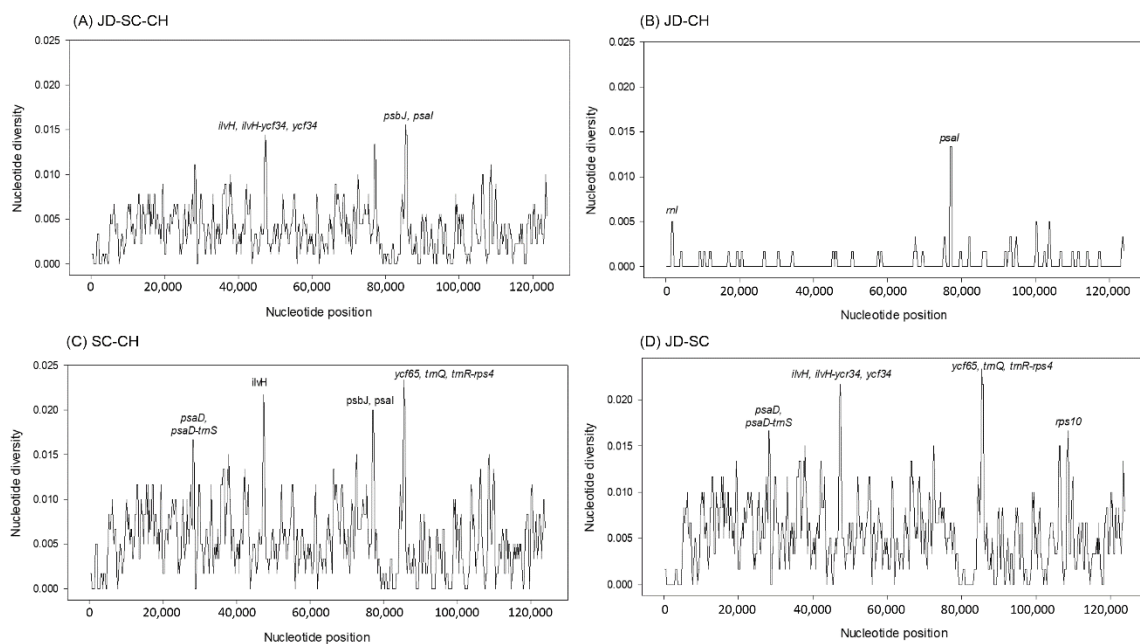 (A) JD-SC-CH
0.025
0.020
0.015
0.010
0.005
0.000
Nucleotide diversity
ilvH, ilvH-ycf34, ycf34
psbJ, psaI
0
20,000
40,000
60,000
80,000
100,000
120,000
Nucleotide position
(B) JD-CH
0.025
0.020
0.015
0.010
0.005
0.000
Nucleotide diversity
rnl
psaI
0
20,000
40,000
60,000
80,000
100,000
120,000
Nucleotide position
(C) SC-CH
0.025
0.020
0.015
0.010
0.005
0.000
Nucleotide diversity
psaD,
psaD-trnS
ilvH
psbJ, psaI
ycf65, trnQ, trnR-rps4
0
20,000
40,000
60,000
80,000
100,000
120,000
Nucleotide position
(D) JD-SC
0.025
0.020
0.015
0.010
0.005
0.000
Nucleotide diversity
psaD,
psaD-trnS
ilvH, ilvH-ycr34, ycf34
ycf65, trnQ, trnR-rps4
rps10
0
20,000
40,000
60,000
80,000
100,000
120,000
Nucleotide position